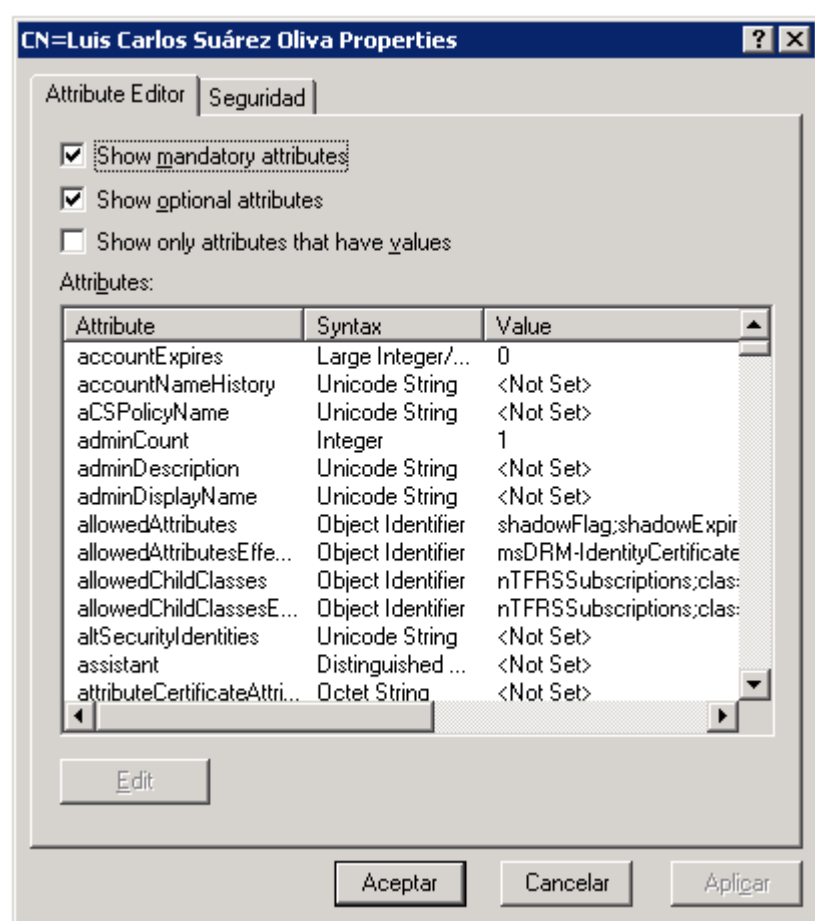 CN=Luis Carlos Suárez Oliva Properties
Attribute Editor Seguridad
Show mandatory attributes
Show optional attributes
Show only attributes that have values
Attributes:
Attribute Syntax Value
accountExpires Large Integer/... 0
accountNameHistory Unicode String <Not Set>
aCSPolicyName Unicode String <Not Set>
adminCount Integer 1
adminDescription Unicode String <Not Set>
adminDisplayName Unicode String <Not Set>
allowedAttributes Object Identifier shadowFlag;shadowExpir
allowedAttributesEffe... Object Identifier msDRM-IdentityCertificate
allowedChildClasses Object Identifier nTFRSSubscriptions;clas
allowedChildClassesE... Object Identifier nTFRSSubscriptions;clas
altSecurityIdentities Unicode String <Not Set>
assistant Distinguished ... <Not Set>
attributeCertificateAttri... Octet String <Not Set>
Edit
Aceptar Cancelar Aplicar